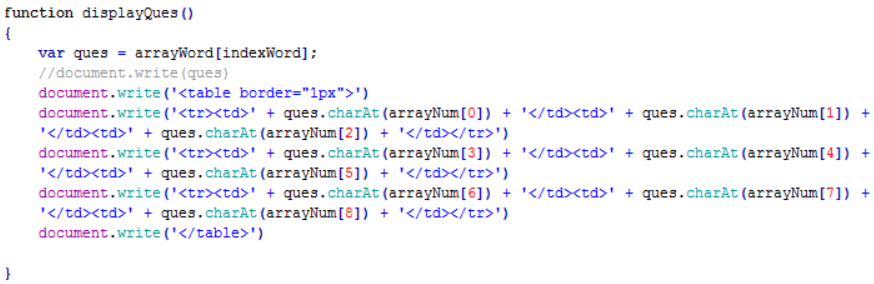 function displayQues()
{
    var ques = arrayWord[indexWord];
    //document.write(ques)
    document.write('<table border="1px">')
    document.write('<tr><td>' + ques.charAt(arrayNum[0]) + '</td><td>' + ques.charAt(arrayNum[1]) +
    '</td><td>' + ques.charAt(arrayNum[2]) + '</td></tr>')
    document.write('<tr><td>' + ques.charAt(arrayNum[3]) + '</td><td>' + ques.charAt(arrayNum[4]) +
    '</td><td>' + ques.charAt(arrayNum[5]) + '</td></tr>')
    document.write('<tr><td>' + ques.charAt(arrayNum[6]) + '</td><td>' + ques.charAt(arrayNum[7]) +
    '</td><td>' + ques.charAt(arrayNum[8]) + '</td></tr>')
    document.write('</table>')

}